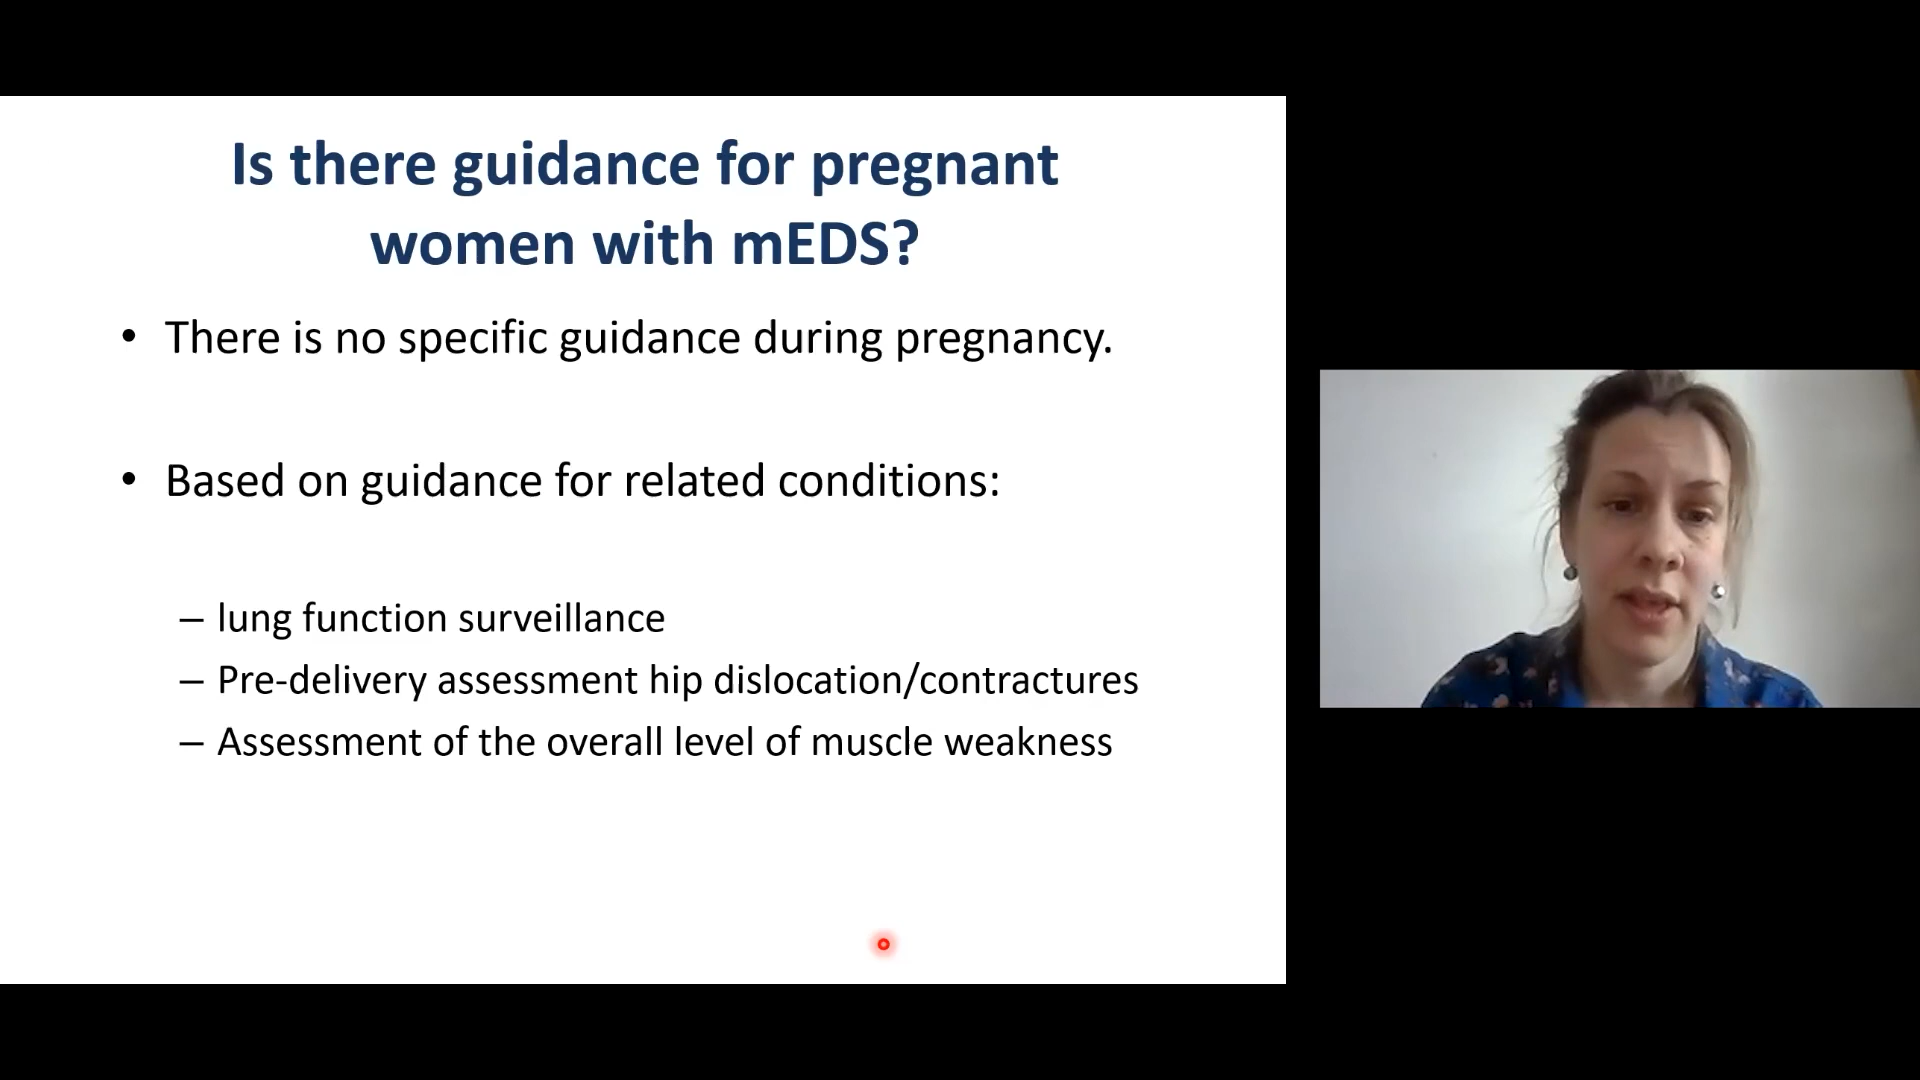 Is there guidance for pregnant
women with mEDS?
• There is no specific guidance during pregnancy.
• Based on guidance for related conditions:
– lung function surveillance
– Pre-delivery assessment hip dislocation/contractures
– Assessment of the overall level of muscle weakness